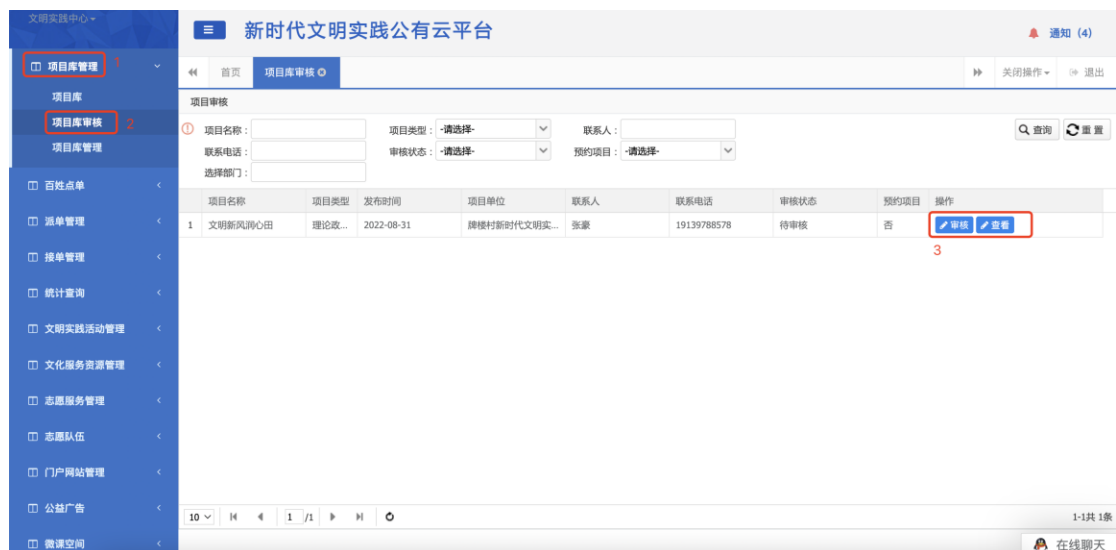 文明实践中心
新时代文明实践公有云平台
通知 (4)
项目库管理 1
首页 项目库审核 关闭操作 退出
项目库
项目库审核 2
项目库管理
项目审核
① 项目名称： 项目类型： -请选择- 联系人： 查询 重置
联系电话： 审核状态： -请选择- 预约项目： -请选择-
选择部门：
项目名称 项目类型 发布时间 项目单位 联系人 联系电话 审核状态 预约项目 操作
1 文明新风润心田 理论政... 2022-08-31 牌楼村新时代文明实... 张豪 19139788578 待审核 否 审核 查看
3
百姓点单
派单管理
接单管理
统计查询
文明实践活动管理
文化服务资源管理
志愿服务管理
志愿队伍
门户网站管理
公益广告
微课空间
10 1 /1 1-1共 1条
在线聊天